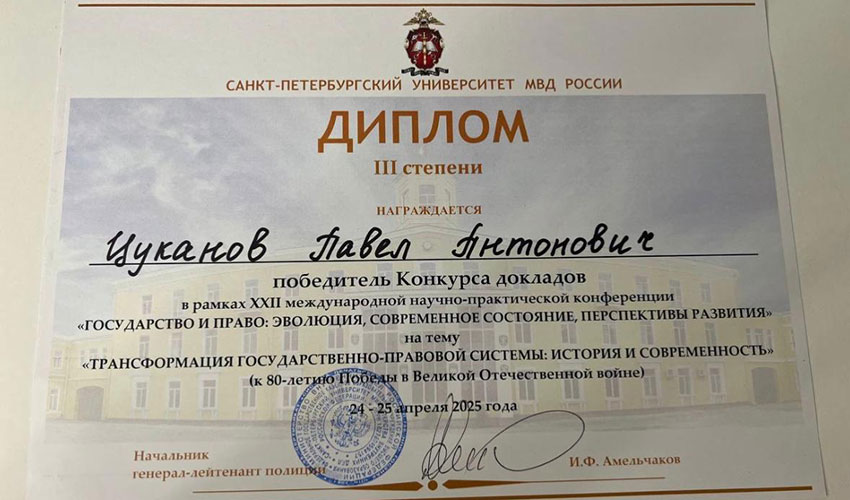 САНКТ-ПЕТЕРБУРГСКИЙ УНИВЕРСИТЕТ МВД РОССИИ
ДИПЛОМ
III степени
НАГРАЖДАЕТСЯ
Цуканов Павел Антонович
победитель Конкурса докладов
в рамках XXII международной научно-практической конференции
«ГОСУДАРСТВО И ПРАВО: ЭВОЛЮЦИЯ, СОВРЕМЕННОЕ СОСТОЯНИЕ, ПЕРСПЕКТИВЫ РАЗВИТИЯ»
на тему
«ТРАНСФОРМАЦИЯ ГОСУДАРСТВЕННО-ПРАВОВОЙ СИСТЕМЫ: ИСТОРИЯ И СОВРЕМЕННОСТЬ»
(к 80-летию Победы в Великой Отечественной войне)
24 - 25 апреля 2025 года
Начальник
генерал-лейтенант полиции
И.Ф. Амельчаков